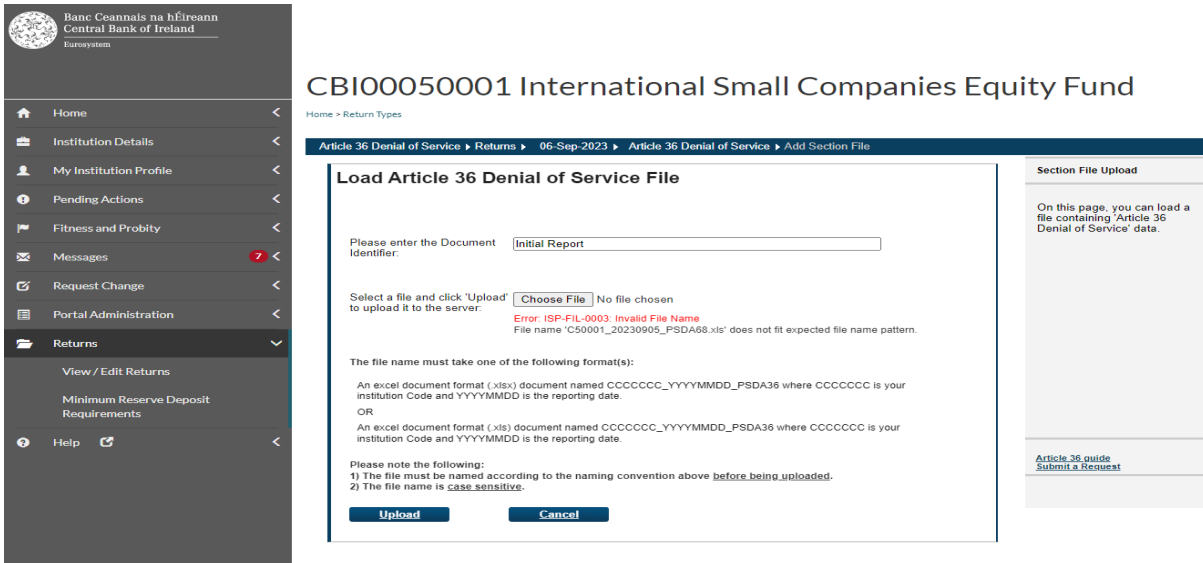 Banc Ceannais na hÉireann
Central Bank of Ireland
Eurosystem
Home
Institution Details
My Institution Profile
Pending Actions
Fitness and Probity
Messages 7
Request Change
Portal Administration
Returns
View / Edit Returns
Minimum Reserve Deposit
Requirements
Help
CBI00050001 International Small Companies Equity Fund
Home > Return Types
Article 36 Denial of Service Returns 06-Sep-2023 Article 36 Denial of Service Add Section File
Load Article 36 Denial of Service File
Please enter the Document
Identifier:
Initial Report
Select a file and click 'Upload'
to upload it to the server:
Choose File No file chosen
Error: ISP-FIL-0003: Invalid File Name
File name 'C50001_20230905_PSDA68.xls' does not fit expected file name pattern.
The file name must take one of the following format(s):
An excel document format (.xlsx) document named CCCCCCC_YYYYMMDD_PSDA36 where CCCCCCC is your
institution Code and YYYYMMDD is the reporting date.
OR
An excel document format (.xls) document named CCCCCCC_YYYYMMDD_PSDA36 where CCCCCCC is your
institution Code and YYYYMMDD is the reporting date.
Please note the following:
1) The file must be named according to the naming convention above before being uploaded.
2) The file name is case sensitive.
Upload Cancel
Section File Upload
On this page, you can load a
file containing 'Article 36
Denial of Service' data.
Article 36 guide
Submit a Request